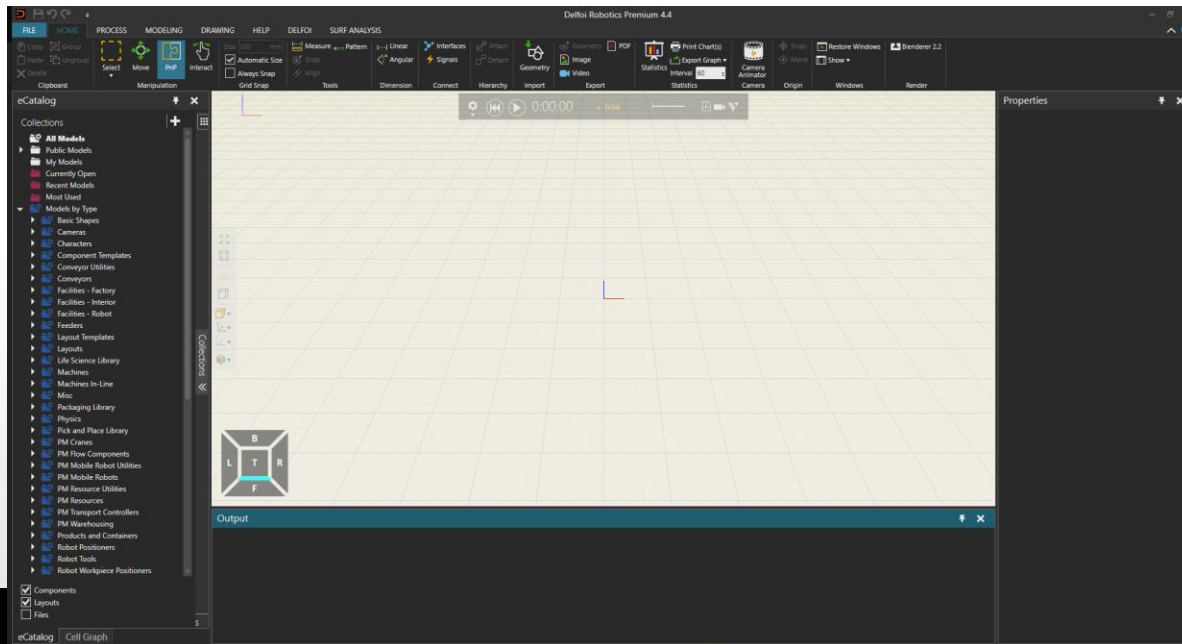 Delfoi Robotics Premium 4.4
FILE HOME PROCESS MODELING DRAWING HELP DELFOI SURF ANALYSIS
Copy Group
Paste Ungroup
Delete
Clipboard
Select Move PnP Interact
Manipulation
Size 500 mm
Automatic Size
Always Snap
Grid Snap
Measure Pattern
Snap
Align
Tools
Linear
Angular
Dimension
Interfaces
Signals
Connect
Attach
Detach
Hierarchy
Geometry
Import
Geometry PDF
Image
Video
Export
Statistics
Print Chart(s)
Export Graph
Interval 60 s
Statistics
Camera Animator
Camera
Snap
Move
Origin
Restore Windows
Show
Windows
Blenderer 2.2
Render
eCatalog
Collections
All Models
Public Models
My Models
Currently Open
Recent Models
Most Used
Models by Type
Basic Shapes
Cameras
Characters
Component Templates
Conveyor Utilities
Conveyors
Facilities - Factory
Facilities - Interior
Facilities - Robot
Feeders
Layout Templates
Layouts
Life Science Library
Machines
Machines In-Line
Misc
Packaging Library
Physics
Pick and Place Library
PM Cranes
PM Flow Components
PM Mobile Robot Utilities
PM Mobile Robots
PM Resource Utilities
PM Resources
PM Transport Controllers
PM Warehousing
Products and Containers
Robot Positioners
Robot Tools
Robot Workpiece Positioners
Components
Layouts
Files
eCatalog Cell Graph
Collections
0:00:00 x 0.04
B
L T R
F
Output
Properties